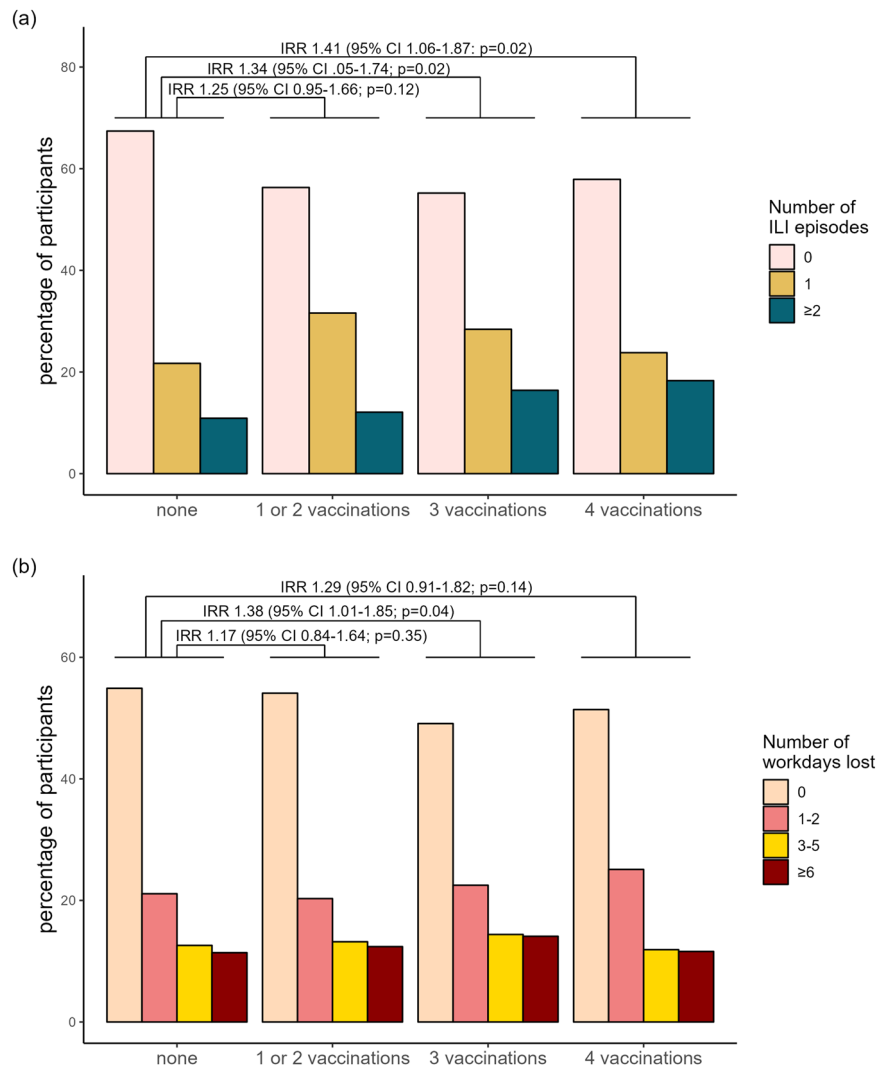 (a)
IRR 1.41 (95% CI 1.06-1.87: p=0.02)
IRR 1.34 (95% CI .05-1.74; p=0.02)
IRR 1.25 (95% CI 0.95-1.66; p=0.12)
percentage of participants
80
60
40
20
0
none
1 or 2 vaccinations
3 vaccinations
4 vaccinations
Number of
ILI episodes
0
1
≥2
(b)
IRR 1.29 (95% CI 0.91-1.82; p=0.14)
IRR 1.38 (95% CI 1.01-1.85; p=0.04)
IRR 1.17 (95% CI 0.84-1.64; p=0.35)
percentage of participants
60
40
20
0
none
1 or 2 vaccinations
3 vaccinations
4 vaccinations
Number of
workdays lost
0
1-2
3-5
≥6